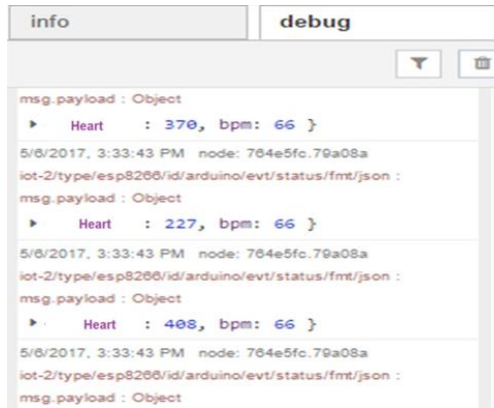 info debug
msg.payload : Object
Heart : 370, bpm: 66 }
5/6/2017, 3:33:43 PM node: 764e5fc.79a08a
iot-2/type/esp8266/id/arduino/evt/status/fmt/json :
msg.payload : Object
Heart : 227, bpm: 66 }
5/6/2017, 3:33:43 PM node: 764e5fc.79a08a
iot-2/type/esp8266/id/arduino/evt/status/fmt/json :
msg.payload : Object
Heart : 408, bpm: 66 }
5/6/2017, 3:33:43 PM node: 764e5fc.79a08a
iot-2/type/esp8266/id/arduino/evt/status/fmt/json :
msg.payload : Object